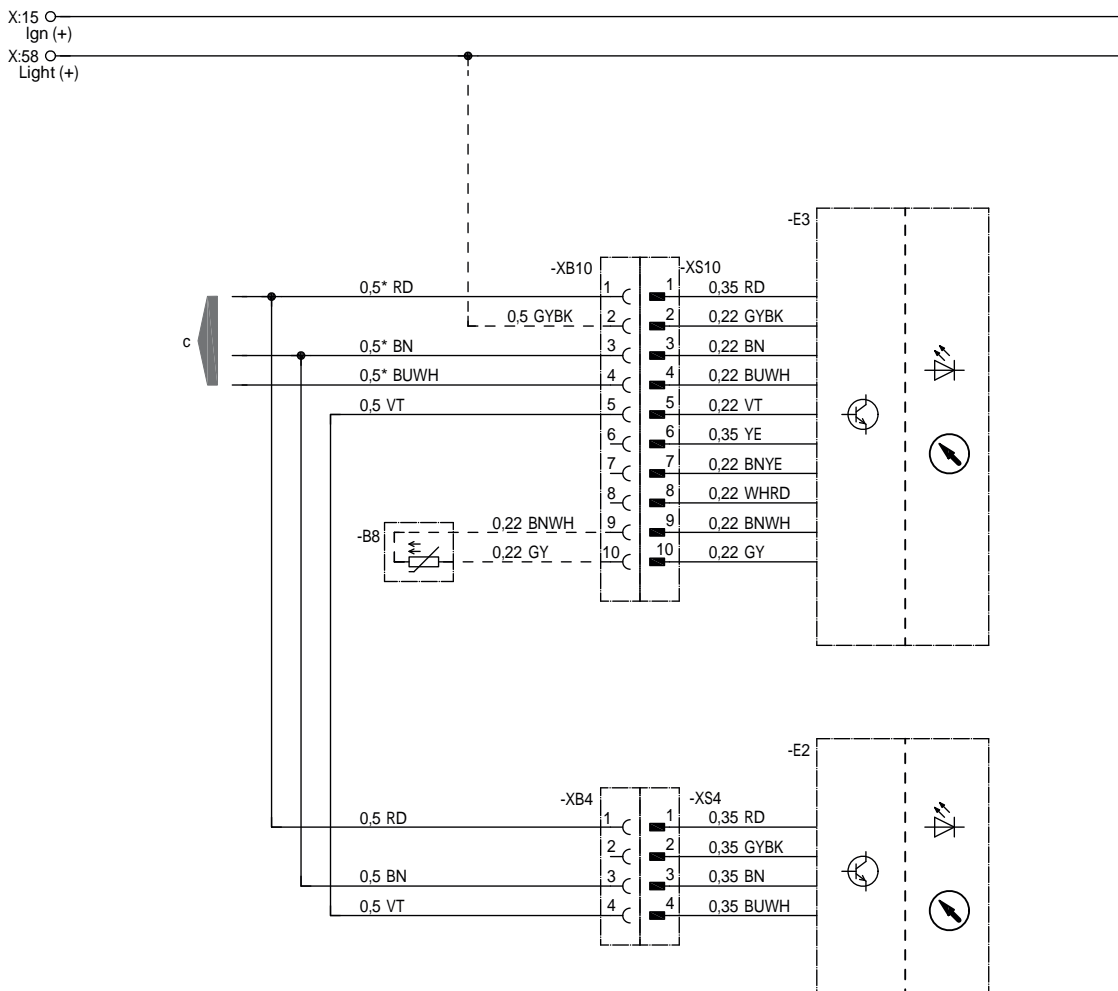 X:15
Ign (+)
X:58
Light (+)
-E3
-XB10
-XS10
0,5* RD
1
1
0,35 RD
0,5 GYBK
2
2
0,22 GYBK
0,5* BN
3
3
0,22 BN
c
0,5* BUWH
4
4
0,22 BUWH
0,5 VT
5
5
0,22 VT
6
6
0,35 YE
7
7
0,22 BNYE
8
8
0,22 WHRD
-B8
0,22 BNWH
9
9
0,22 BNWH
0,22 GY
10
10
0,22 GY
-E2
-XB4
-XS4
0,5 RD
1
1
0,35 RD
2
2
0,35 GYBK
0,5 BN
3
3
0,35 BN
0,5 VT
4
4
0,35 BUWH